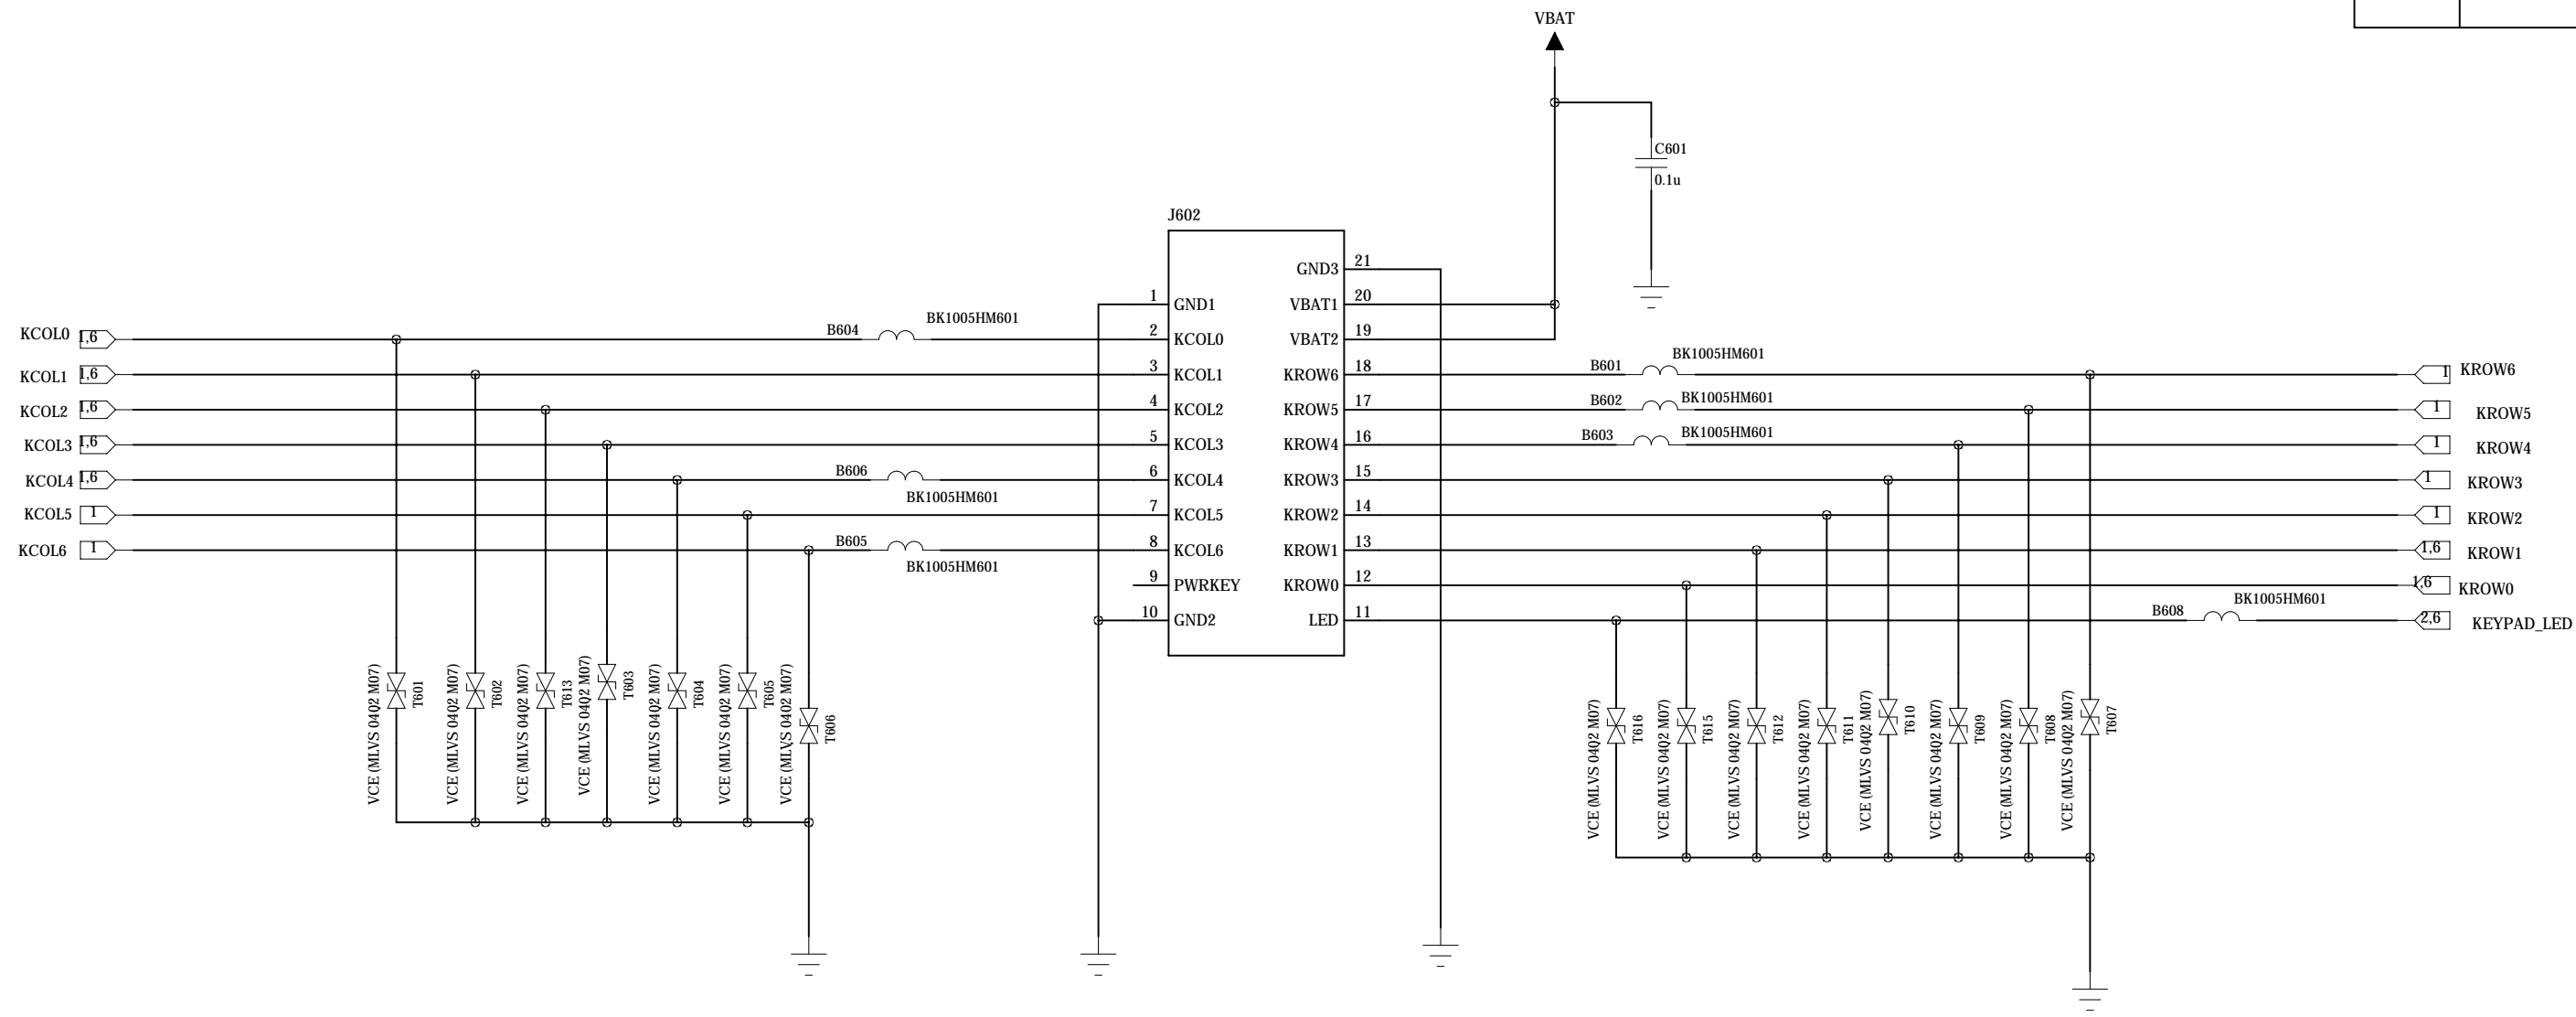 VBAT
C601
0.1u
J602
21
GND3
1
GND1
20
VBAT1
2
KCOL0
19
VBAT2
3
KCOL1
18
KROW6
4
KCOL2
17
KROW5
5
KCOL3
16
KROW4
6
KCOL4
15
KROW3
7
KCOL5
14
KROW2
8
KCOL6
13
KROW1
9
PWRKEY
12
KROW0
10
GND2
11
LED
KCOL0 1,6
KCOL1 1,6
KCOL2 1,6
KCOL3 1,6
KCOL4 1,6
KCOL5 1
KCOL6 1
B604
BK1005HM601
B606
BK1005HM601
B605
BK1005HM601
B601
BK1005HM601
B602
BK1005HM601
B603
BK1005HM601
B608
BK1005HM601
1 KROW6
1 KROW5
1 KROW4
1 KROW3
1 KROW2
1,6 KROW1
1,6 KROW0
2,6 KEYPAD_LED
VCE (MLVS 0402 M07)
T601
VCE (MLVS 0402 M07)
T602
VCE (MLVS 0402 M07)
T613
VCE (MLVS 0402 M07)
T603
VCE (MLVS 0402 M07)
T604
VCE (MLVS 0402 M07)
T605
VCE (MLVS 0402 M07)
T606
VCE (MLVS 0402 M07)
T616
VCE (MLVS 0402 M07)
T615
VCE (MLVS 0402 M07)
T612
VCE (MLVS 0402 M07)
T611
VCE (MLVS 0402 M07)
T610
VCE (MLVS 0402 M07)
T609
VCE (MLVS 0402 M07)
T608
VCE (MLVS 0402 M07)
T607